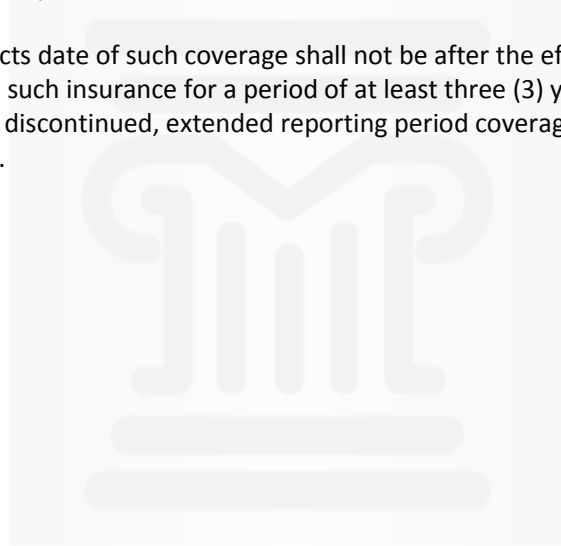 cts date of such coverage shall not be after the ef
such insurance for a period of at least three (3) y
discontinued, extended reporting period coverag
.